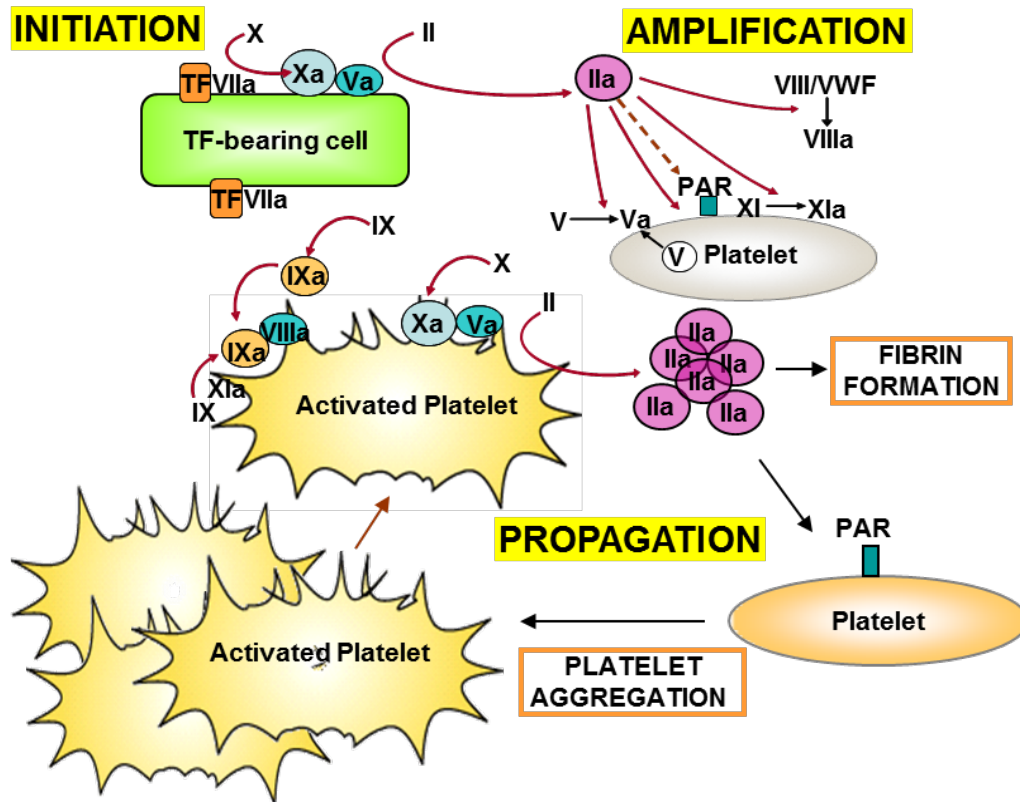 INITIATION
X
II
AMPLIFICATION
TF VIIa
Xa
Va
IIa
VIII/VWF
VIIIa
TF-bearing cell
TF VIIa
PAR
V
Va
XI
XIa
V
Platelet
IX
IXa
X
II
VIIIa
IXa
Xa
Va
XIa
IX
Activated Platelet
IIa
IIa
IIa
IIa
IIa
IIa
FIBRIN
FORMATION
PROPAGATION
PAR
Platelet
Activated Platelet
PLATELET
AGGREGATION